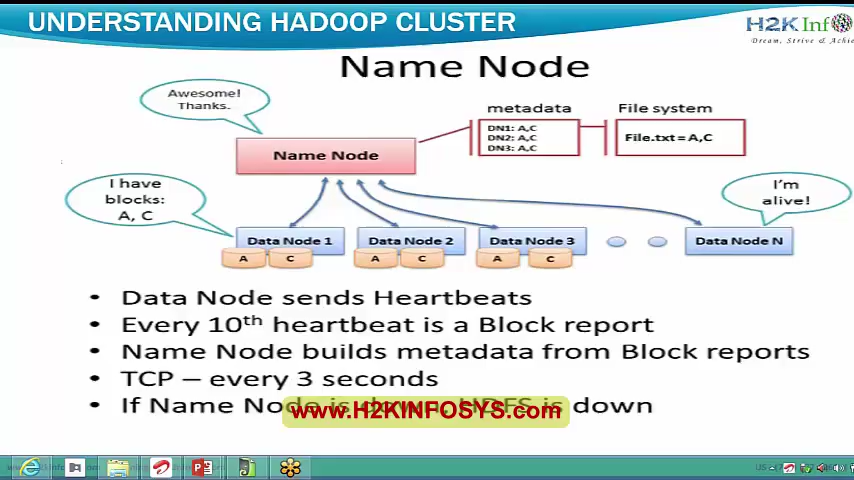 UNDERSTANDING HADOOP CLUSTER
H2K Inf
Dream, Strive & Achie
Name Node
Awesome!
Thanks.
metadata
File system
DN1: A,C
DN2: A,C
DN3: A,C
File.txt = A,C
Name Node
I have
blocks:
A, C
I'm
alive!
Data Node 1
Data Node 2
Data Node 3
Data Node N
A C A C A C
• Data Node sends Heartbeats
• Every 10th heartbeat is a Block report
• Name Node builds metadata from Block reports
• TCP – every 3 seconds
• If Name Node is down, HDFS is down
www.H2KINFOSYS.com
US